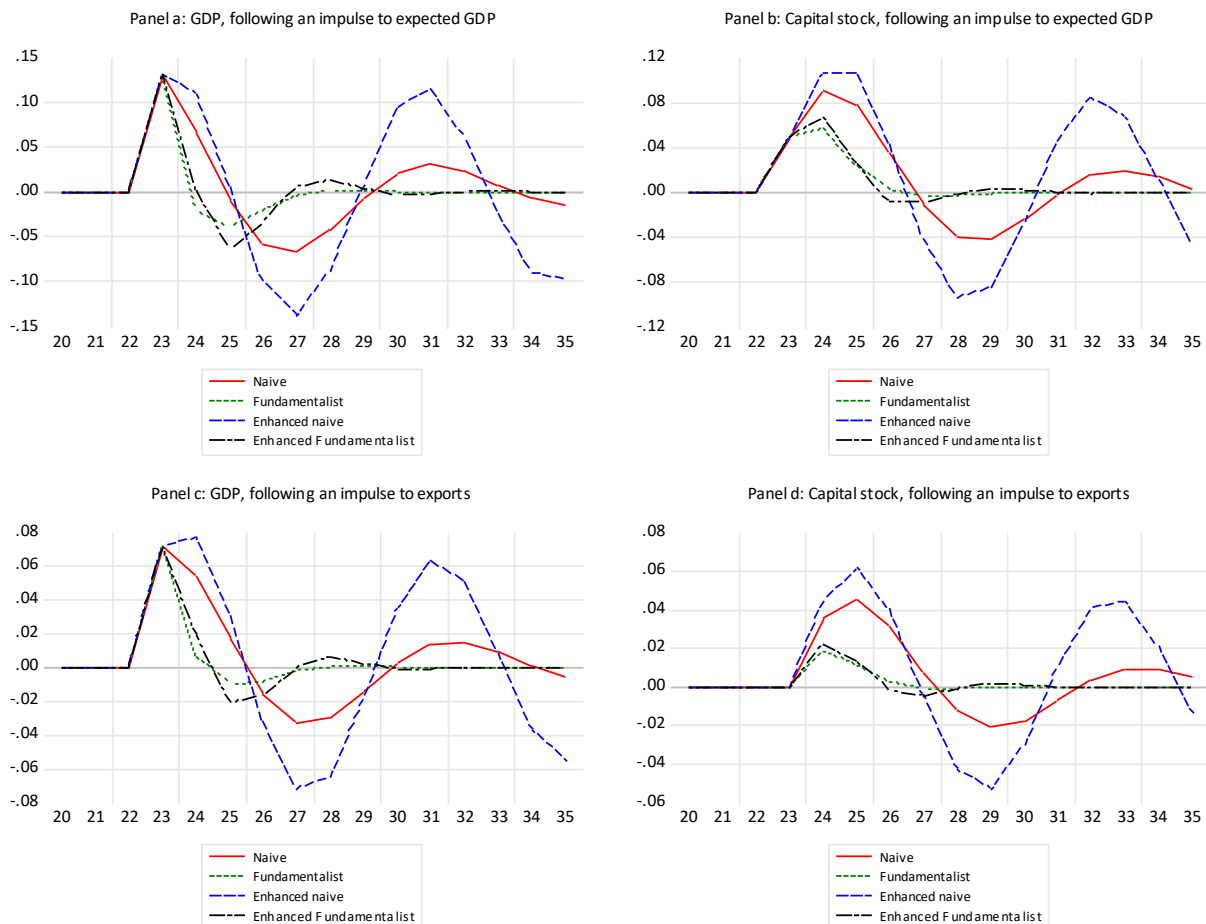 Panel a: GDP, following an impulse to expected GDP
.15
.10
.05
.00
-.05
-.10
-.15
20 21 22 23 24 25 26 27 28 29 30 31 32 33 34 35
Naive
Fundamentalist
Enhanced naive
Enhanced Fundamentalist
Panel b: Capital stock, following an impulse to expected GDP
.12
.08
.04
.00
-.04
-.08
-.12
20 21 22 23 24 25 26 27 28 29 30 31 32 33 34 35
Naive
Fundamentalist
Enhanced naive
Enhanced Fundamentalist
Panel c: GDP, following an impulse to exports
.08
.06
.04
.02
.00
-.02
-.04
-.06
-.08
20 21 22 23 24 25 26 27 28 29 30 31 32 33 34 35
Naive
Fundamentalist
Enhanced naive
Enhanced Fundamentalist
Panel d: Capital stock, following an impulse to exports
.08
.06
.04
.02
.00
-.02
-.04
-.06
20 21 22 23 24 25 26 27 28 29 30 31 32 33 34 35
Naive
Fundamentalist
Enhanced naive
Enhanced Fundamentalist